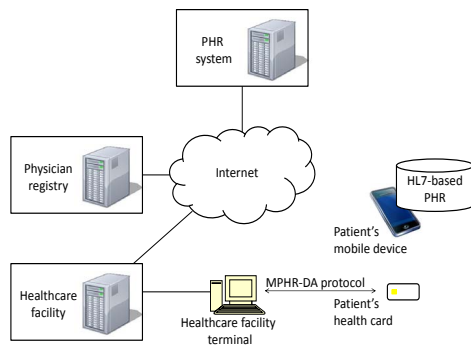 PHR
system
Physician
registry
Internet
HL7-based
PHR
Patient's
mobile device
Healthcare
facility
MPHR-DA protocol
Healthcare facility
terminal
Patient's
health card